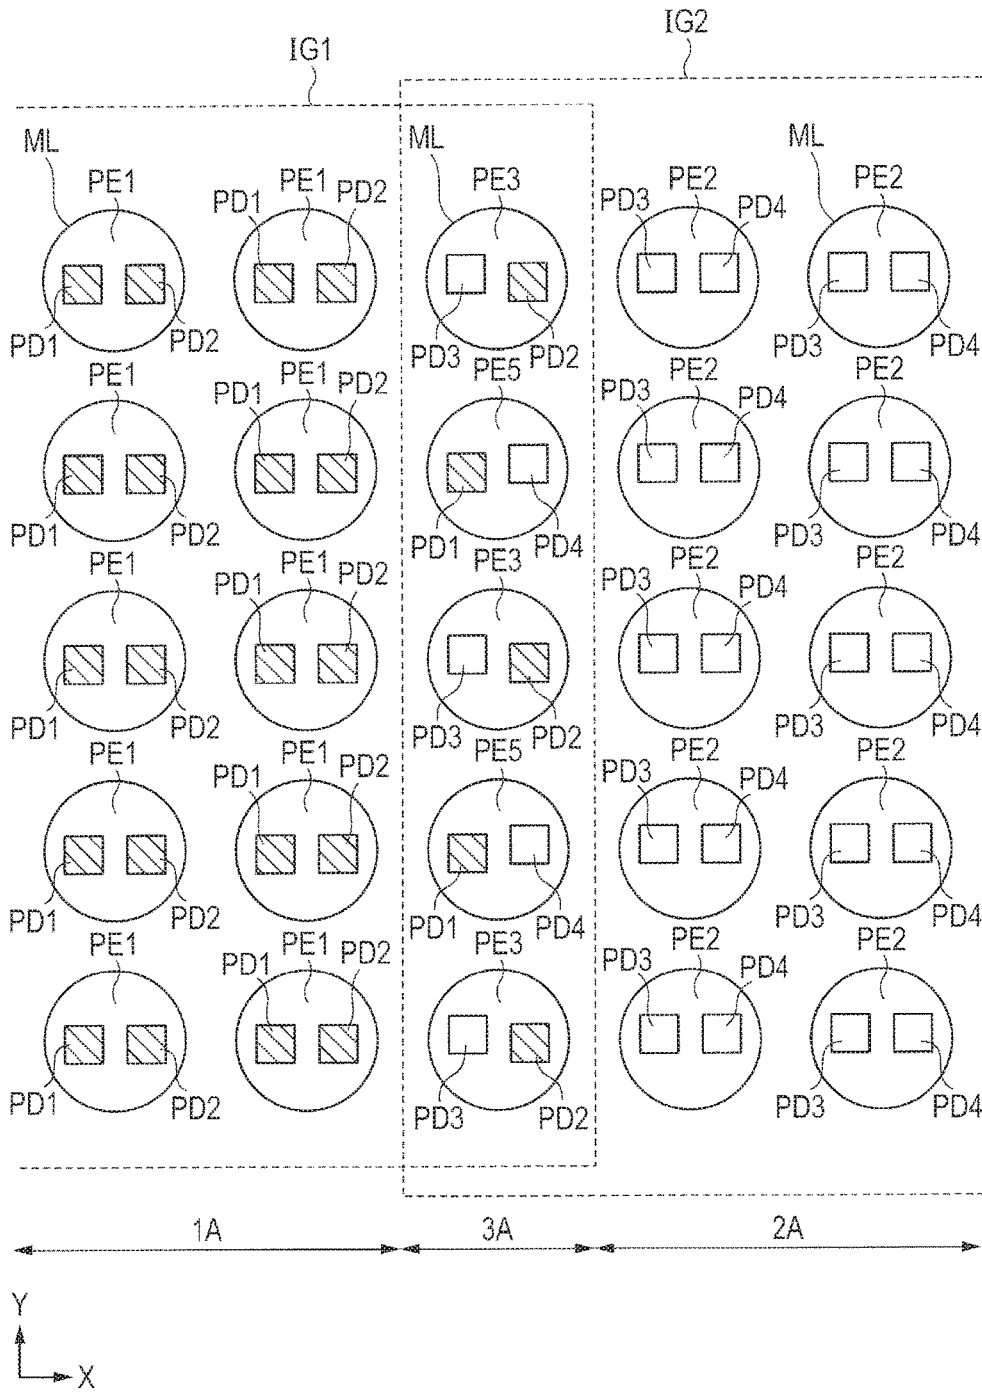 IG1 IG2
ML ML ML
PE1 PE1 PE3 PE2 PE2
PD1 PD2 PD3 PD4
PD1 PD2 PD3 PD2 PD3 PD4
PE1 PE1 PE5 PE2 PE2
PD1 PD2 PD3 PD4
PD1 PD2 PD1 PD4 PD3 PD4
PE1 PE1 PE3 PE2 PE2
PD1 PD2 PD3 PD4
PD1 PD2 PD3 PD2 PD3 PD4
PE1 PE1 PE5 PE2 PE2
PD1 PD2 PD3 PD4
PD1 PD2 PD1 PD4 PD3 PD4
PE1 PE1 PE3 PE2 PE2
PD1 PD2 PD3 PD4
PD1 PD2 PD3 PD2 PD3 PD4
1A 3A 2A
Y
X